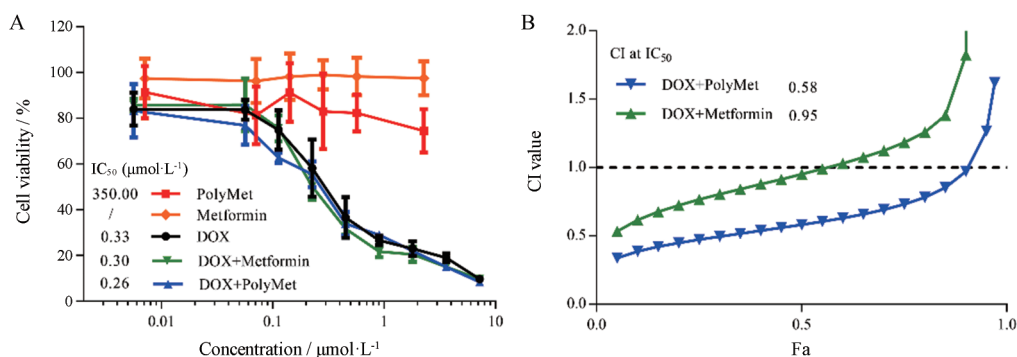 A
120
100
80
60
40
20
0
Cell viability / %
IC50 (μmol·L-1)
350.00 PolyMet
/ Metformin
0.33 DOX
0.30 DOX+Metformin
0.26 DOX+PolyMet
0.01 0.1 1 10
Concentration / μmol·L-1
B
2.0
1.5
1.0
0.5
0.0
CI value
CI at IC50
DOX+PolyMet 0.58
DOX+Metformin 0.95
0.0 0.5 1.0
Fa